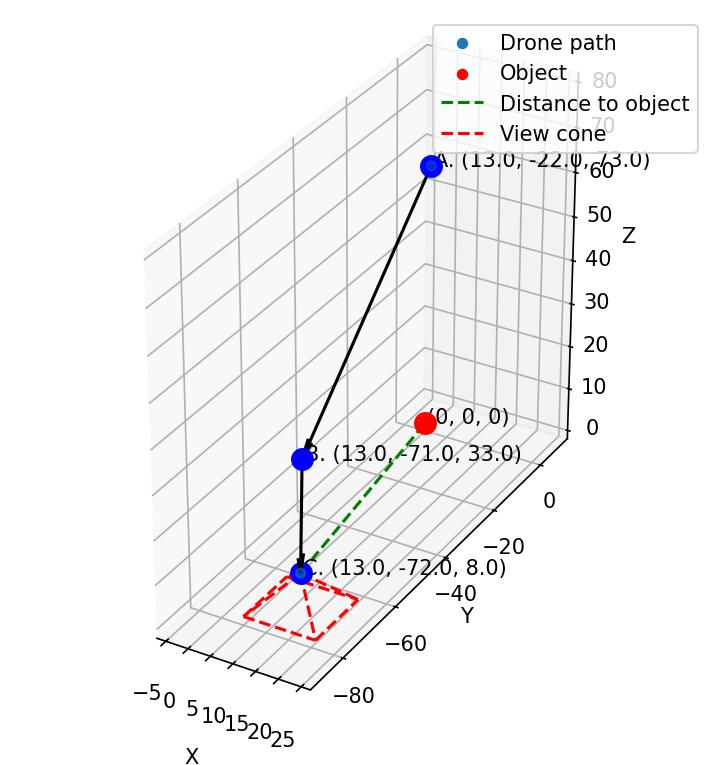 Drone path
Object
Distance to object
View cone
A. (13.0, -22.0, 73.0)
(0, 0, 0)
B. (13.0, -71.0, 33.0)
C. (13.0, -72.0, 8.0)
80
70
60
50
40
30
20
10
0
Z
0
−20
−40
−60
−80
Y
−5
0
5
10
15
20
25
X